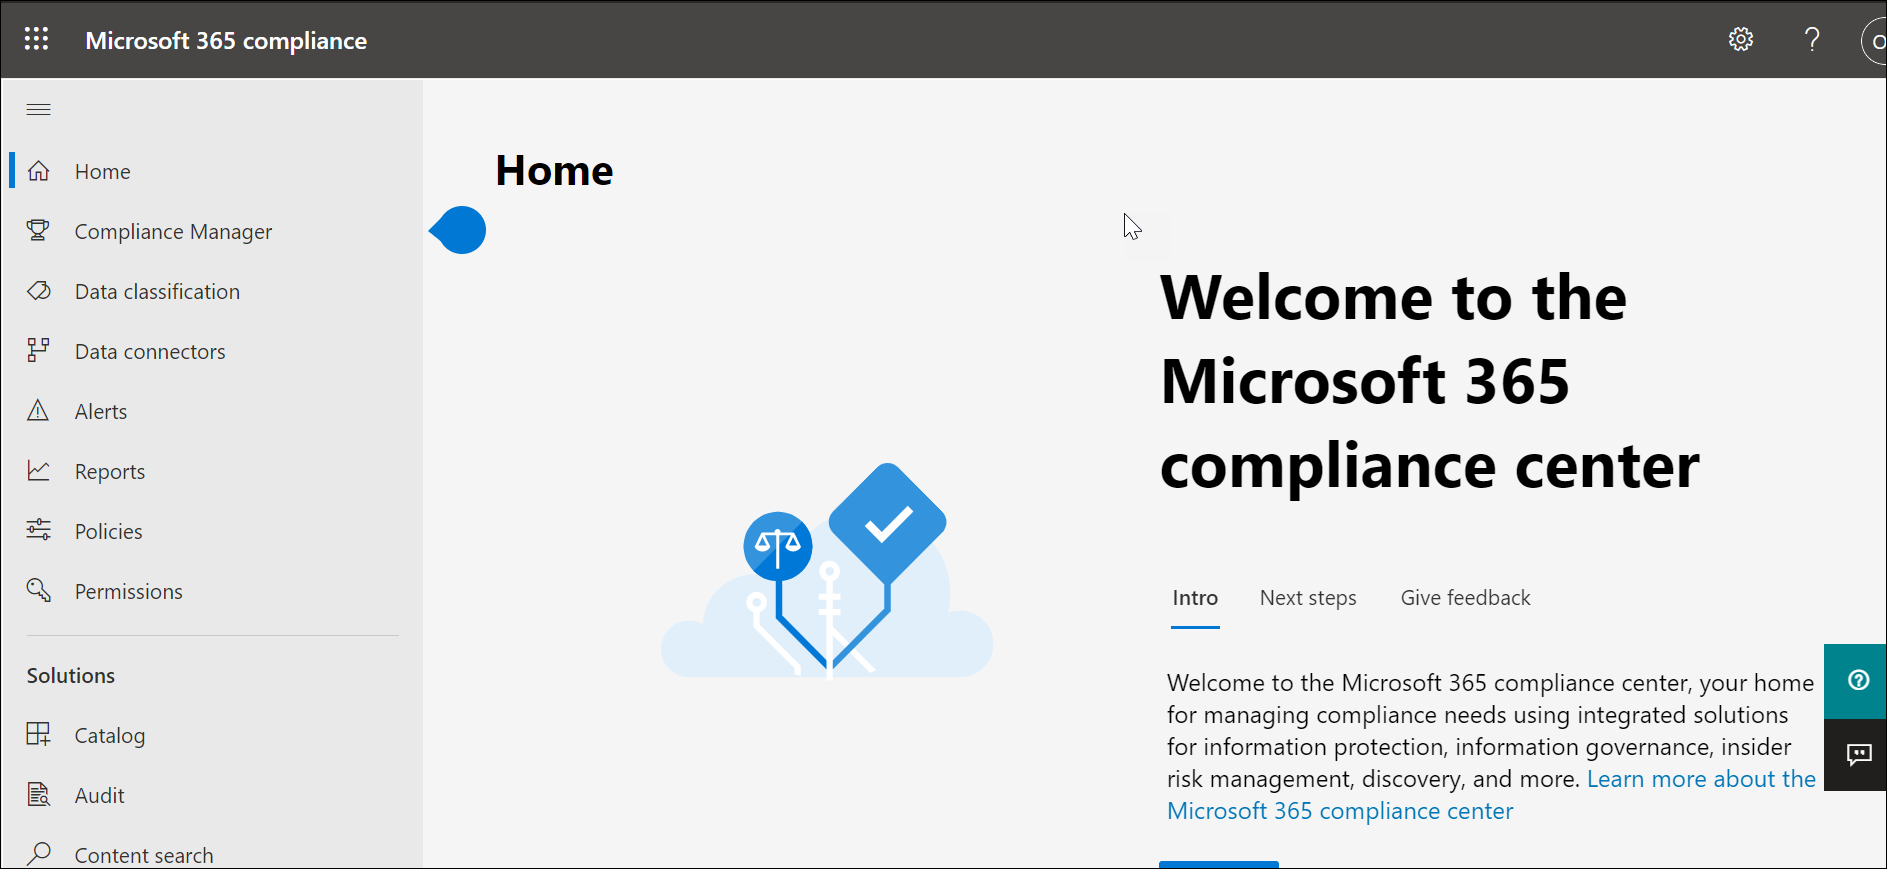 Microsoft 365 compliance
Home
Compliance Manager
Data classification
Data connectors
Alerts
Reports
Policies
Permissions
Solutions
Catalog
Audit
Content search
Home
Welcome to the
Microsoft 365
compliance center
Intro
Next steps
Give feedback
Welcome to the Microsoft 365 compliance center, your home
for managing compliance needs using integrated solutions
for information protection, information governance, insider
risk management, discovery, and more. Learn more about the
Microsoft 365 compliance center